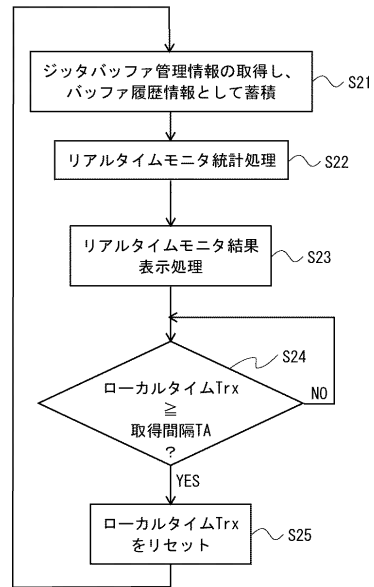 ジッタバッファ管理情報の取得し、
バッファ履歴情報として蓄積
S21
リアルタイムモニタ統計処理
S22
リアルタイムモニタ結果
表示処理
S23
S24
ローカルタイムTrx
≧
取得間隔TA
?
NO
YES
ローカルタイムTrx
をリセット
S25